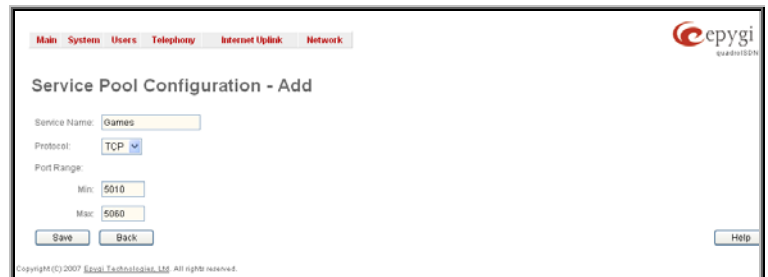 Main System Users Telephony Internet Uplink Network
epygi
quadroISDN
Service Pool Configuration - Add
Service Name: Games
Protocol: TCP
Port Range:
Min: 5010
Max: 5060
Save Back Help
Copyright (C) 2007 Epygi Technologies, Ltd. All rights reserved.